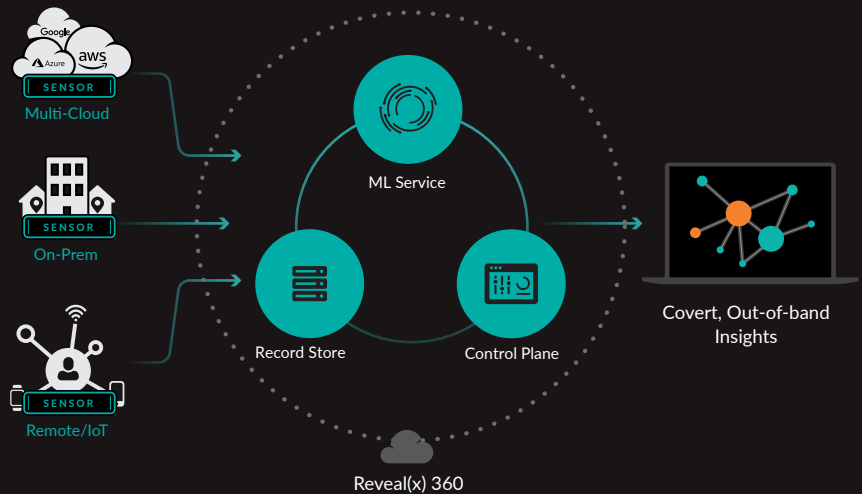 Google
Azure
aws
SENSOR
Multi-Cloud
SENSOR
On-Prem
SENSOR
Remote/IoT
ML Service
Record Store
Control Plane
Reveal(x) 360
Covert, Out-of-band
Insights